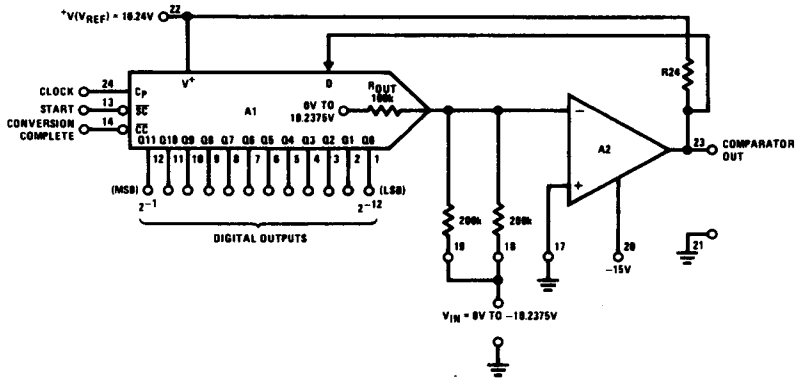 +V(VREF) = 10.24V 22
CLOCK 24 CP
START 13 SC
CONVERSION COMPLETE 14 CC
V+
D
A1
0V TO 10.2375V
ROUT 100k
Q11 Q10 Q9 Q8 Q7 Q6 Q5 Q4 Q3 Q2 Q1 Q0
12 11 10 9 8 7 6 5 4 3 2 1
(MSB) (LSB)
2-1 2-12
DIGITAL OUTPUTS
R24
−
A2
+
23 COMPARATOR OUT
200k 200k
19 18 17 20 21
−15V
VIN = 0V TO −10.2375V